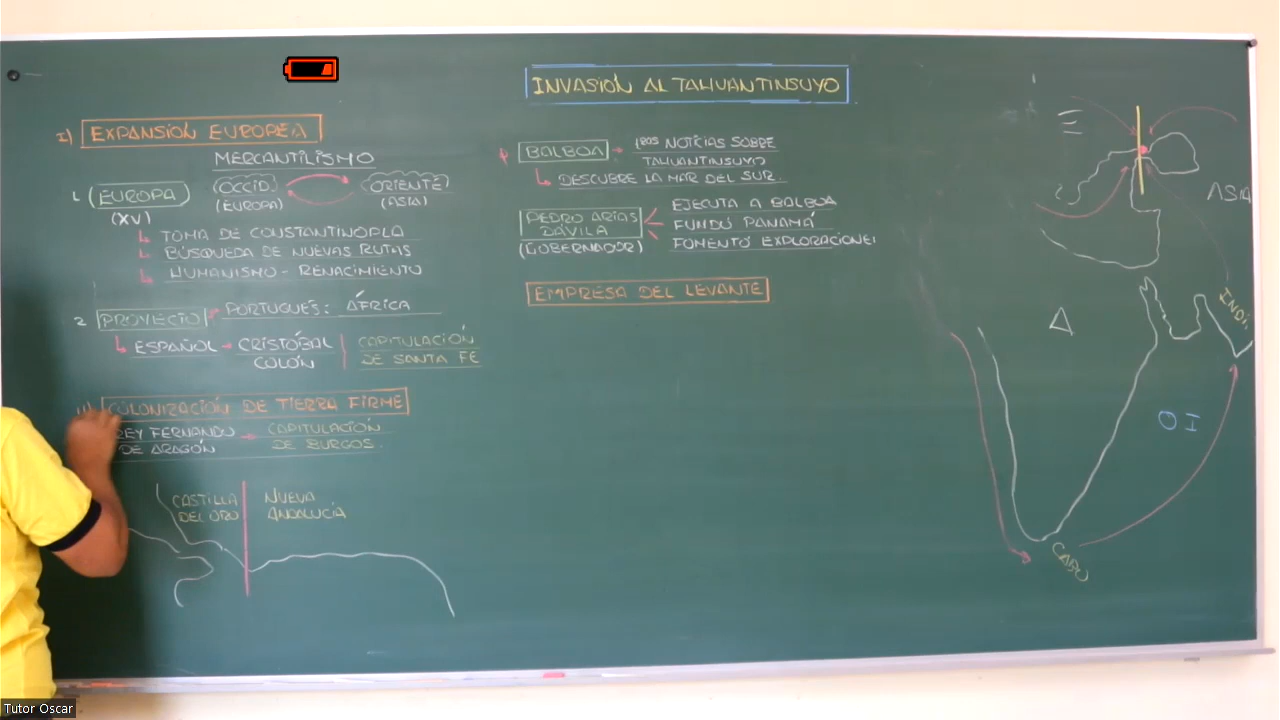 INVASIÓN AL TAHUANTINSUYO
I) EXPANSIÓN EUROPEA
MERCANTILISMO
1. EUROPA
(XV)
OCCID. ORIENTE
(EUROPA) (ASIA)
TOMA DE CONSTANTINOPLA
BÚSQUEDA DE NUEVAS RUTAS
HUMANISMO - RENACIMIENTO
2. PROYECTO PORTUGUÉS: ÁFRICA
ESPAÑOL → CRISTÓBAL
COLÓN
CAPITULACIÓN
DE SANTA FE
II) COLONIZACIÓN DE TIERRA FIRME
REY FERNANDO
DE ARAGÓN
CAPITULACIÓN
DE BURGOS.
CASTILLA
DEL ORO
NUEVA
ANDALUCÍA
BALBOA → 1RAS NOTICIAS SOBRE
TAHUANTINSUYO
DESCUBRE LA MAR DEL SUR.
PEDRO ARIAS
DÁVILA
(GOBERNADOR)
EJECUTA A BALBOA
FUNDÓ PANAMÁ
FOMENTÓ EXPLORACIONE
EMPRESA DEL LEVANTE
E
ASIA
INDI
O I
CABO
Tutor Oscar